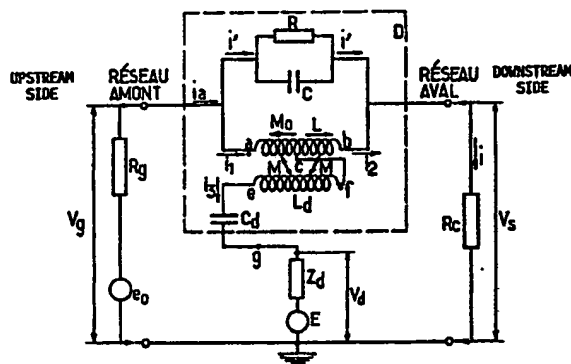 R
D
i' i'
UPSTREAM SIDE
RÉSEAU AMONT
ia
C
RÉSEAU AVAL
DOWNSTREAM SIDE
Mo L
a b
i1 i2
M c M
i
Rg
i3 e f
Ld
Vg
Cd
Rc
Vs
g
Zd
Vd
eo
E